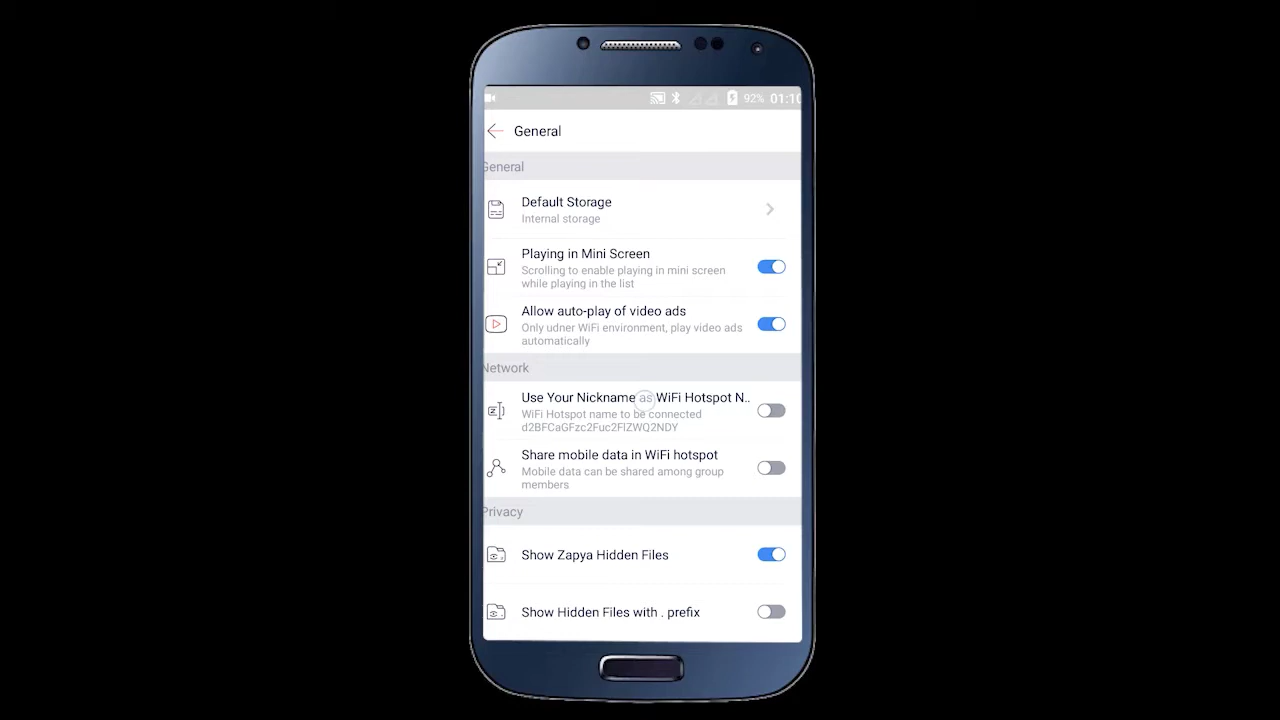 92% 01:10
General
General
Default Storage
Internal storage
Playing in Mini Screen
Scrolling to enable playing in mini screen
while playing in the list
Allow auto-play of video ads
Only udner WiFi environment, play video ads
automatically
Network
Use Your Nickname as WiFi Hotspot N..
WiFi Hotspot name to be connected
d2BFCaGFzc2Fuc2FlZWQ2NDY
Share mobile data in WiFi hotspot
Mobile data can be shared among group
members
Privacy
Show Zapya Hidden Files
Show Hidden Files with . prefix